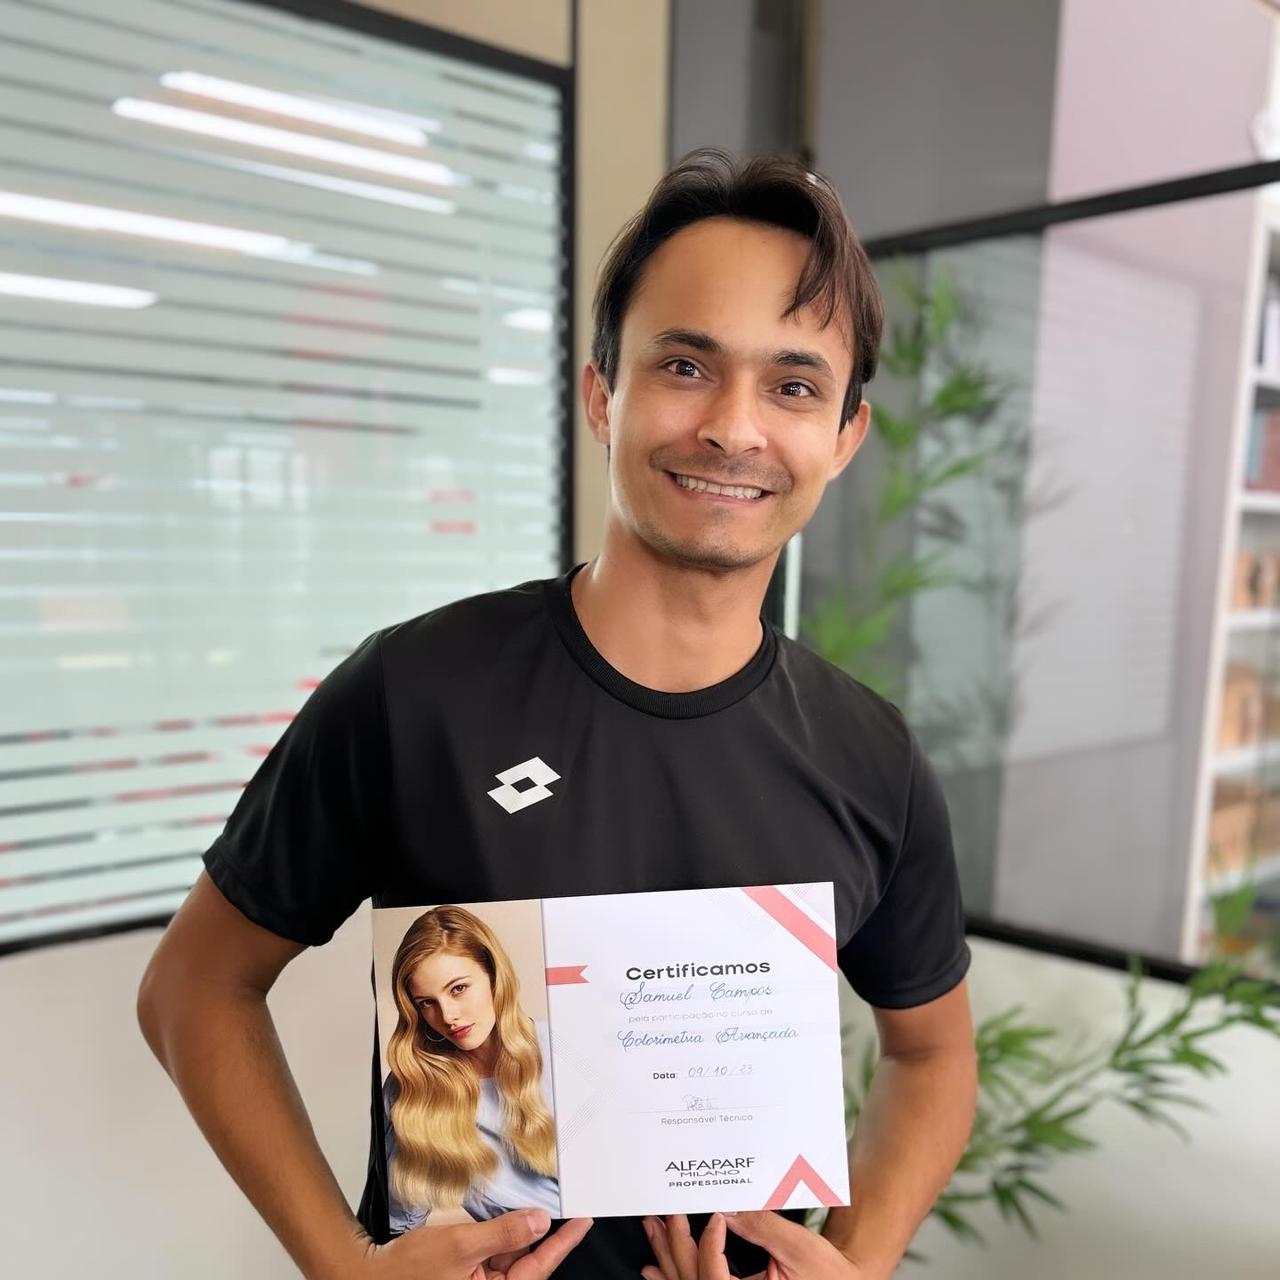 Certificamos
Samuel Campos
pela participação no curso de
Colorimetria Avançada
Data: 09/10/23
Responsável Técnico
ALFAPARF
MILANO
PROFESSIONAL